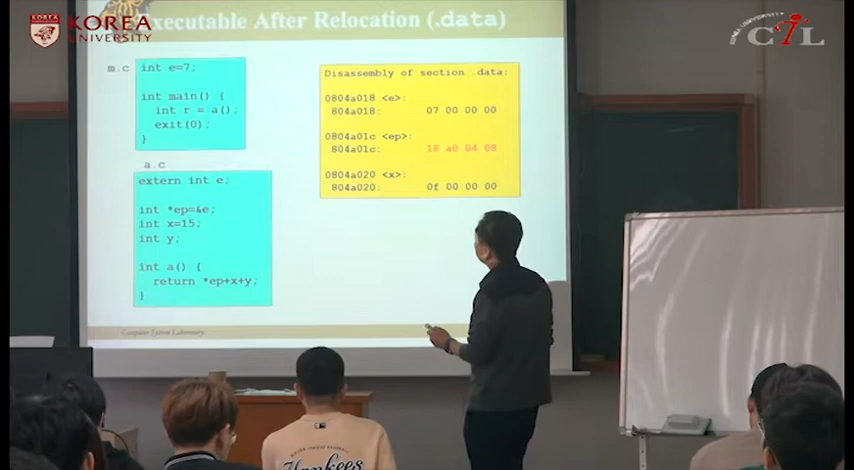 KOREA
UNIVERSITY
Executable After Relocation (.data)
CTL
m.c
int e=7;
int main() {
int r = a();
exit(0);
}
a.c
extern int e;
int *ep=&e;
int x=15;
int y;
int a() {
return *ep+x+y;
}
Disassembly of section .data:
0804a018 <e>:
804a018: 07 00 00 00
0804a01c <ep>:
804a01c: 18 a0 04 08
0804a020 <x>:
804a020: 0f 00 00 00
Computer System Laboratory
Yankees